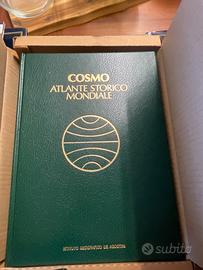 COSMO
ATLANTE STORICO
MONDIALE
ISTITUTO GEOGRAFICO DE AGOSTINI
subito